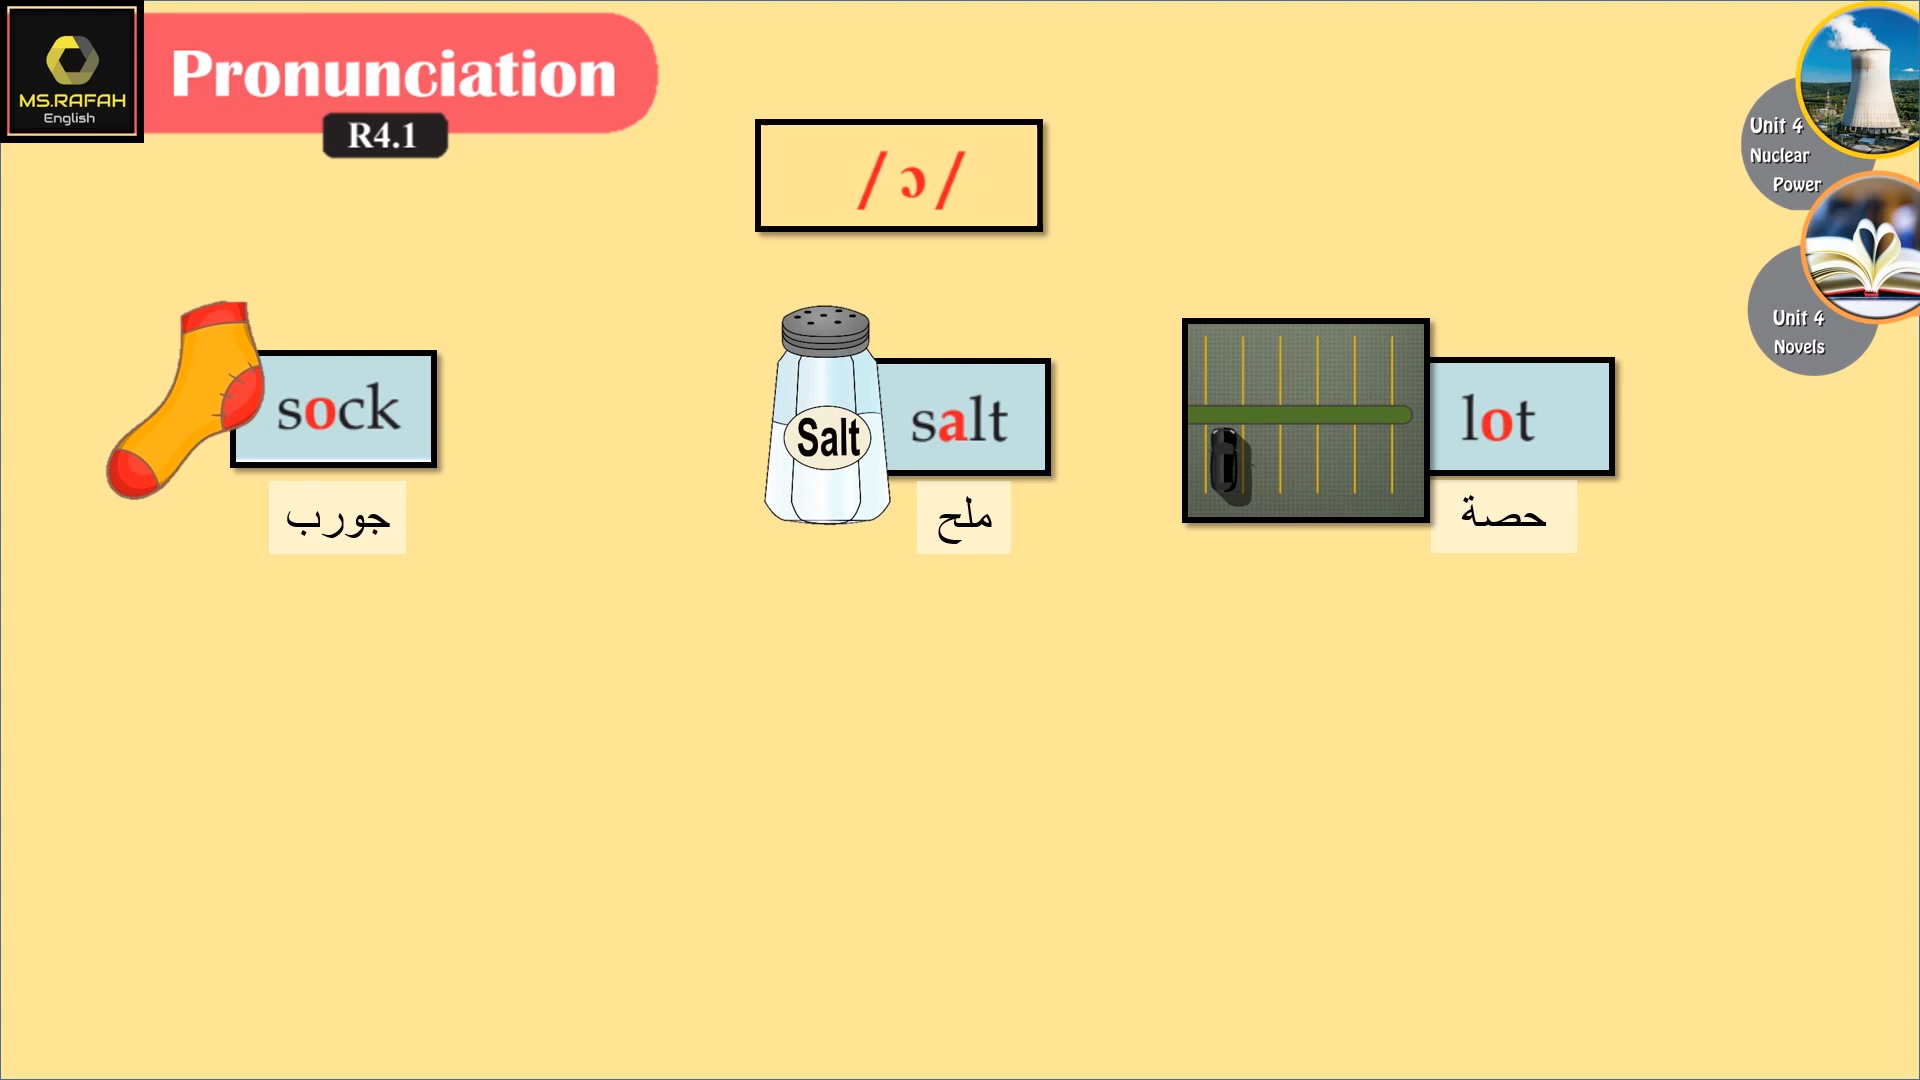 MS.RAFAH
English
Pronunciation
R4.1
/ɔ/
Unit 4
Nuclear
Power
Unit 4
Novels
sock
جورب
Salt
salt
ملح
lot
حصة